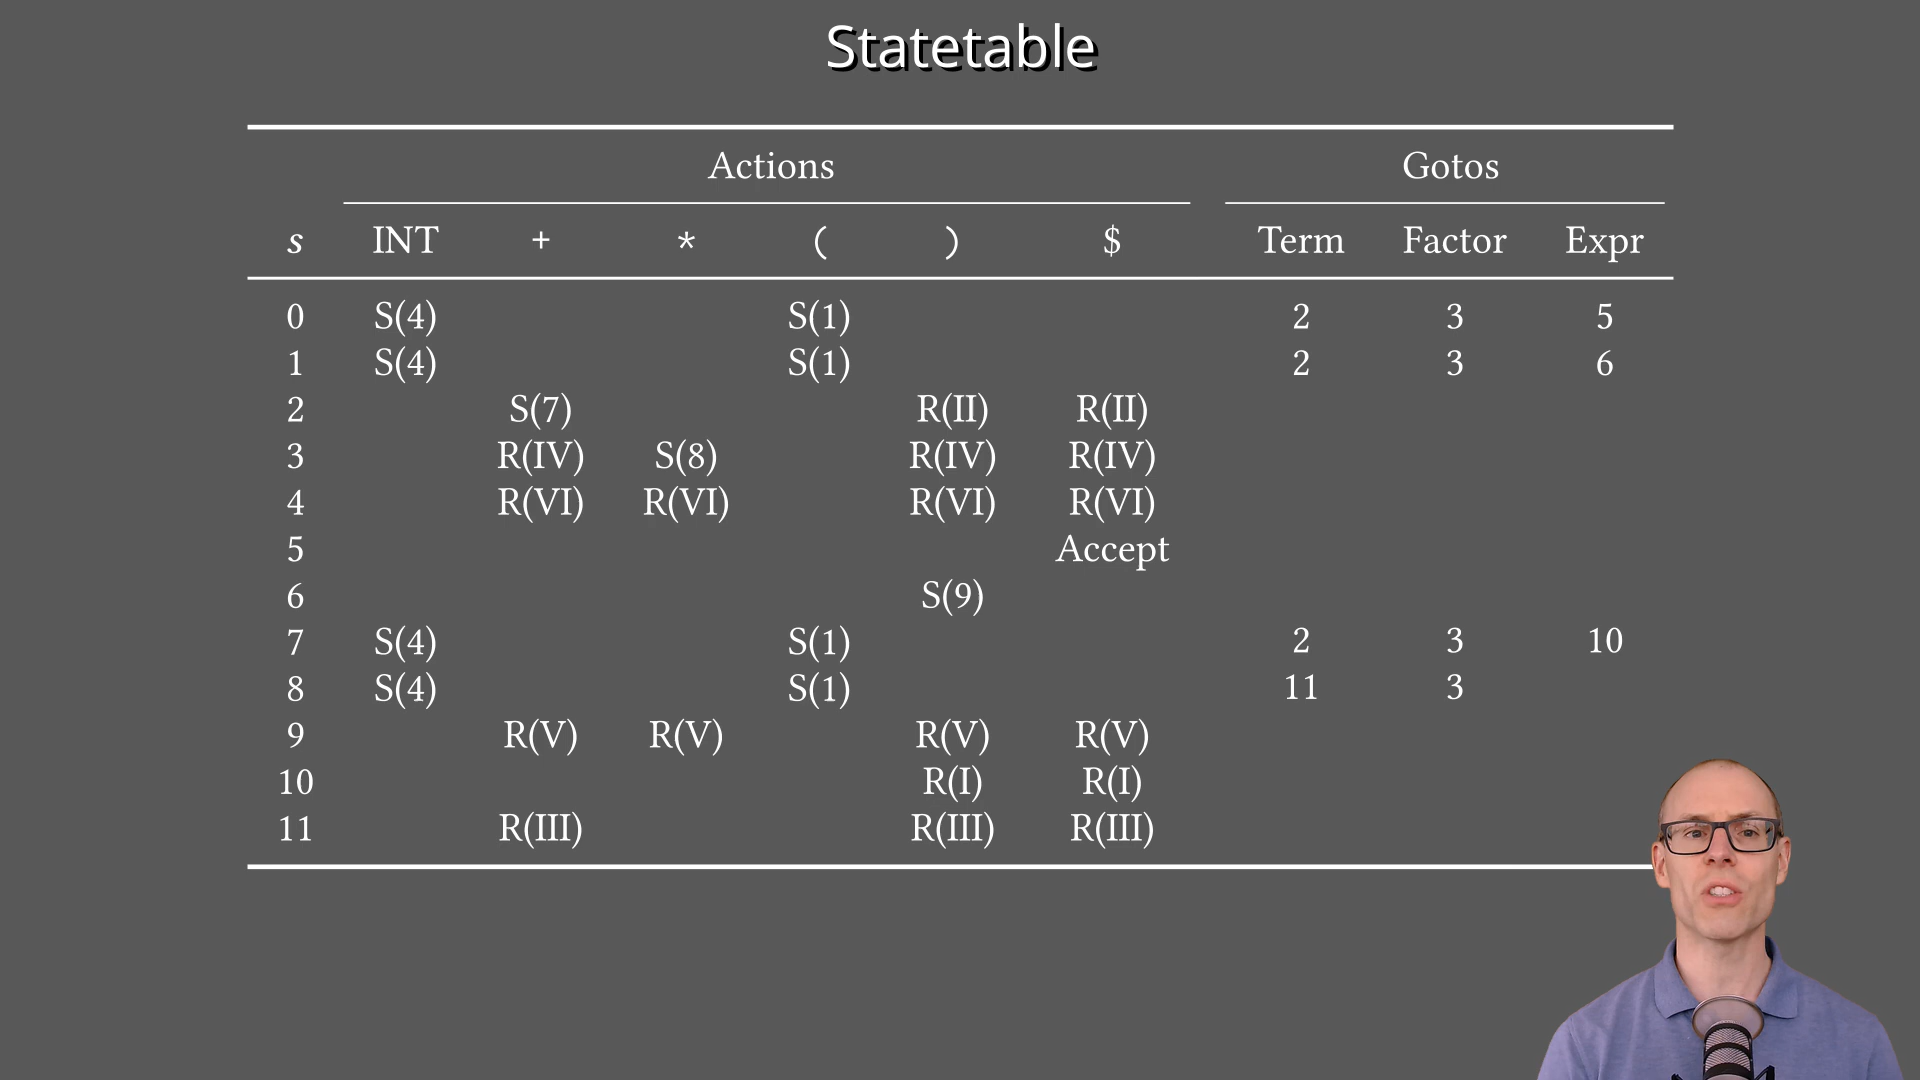 Statetable
Actions Gotos
s INT + * ( ) $ Term Factor Expr
0 S(4) S(1) 2 3 5
1 S(4) S(1) 2 3 6
2 S(7) R(II) R(II)
3 R(IV) S(8) R(IV) R(IV)
4 R(VI) R(VI) R(VI) R(VI)
5 Accept
6 S(9)
7 S(4) S(1) 2 3 10
8 S(4) S(1) 11 3
9 R(V) R(V) R(V) R(V)
10 R(I) R(I)
11 R(III) R(III) R(III)